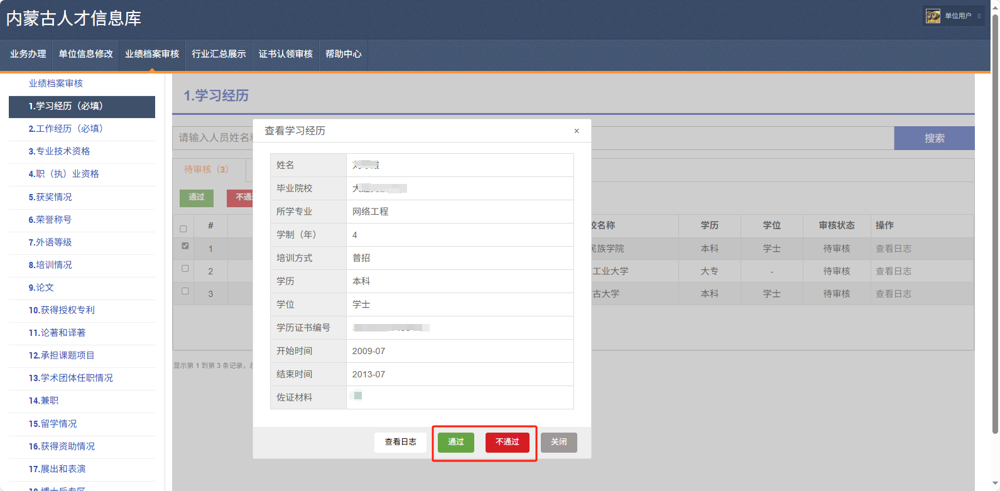 内蒙古人才信息库
单位用户
业务办理 单位信息修改 业绩档案审核 行业汇总展示 证书认领审核 帮助中心
业绩档案审核
1.学习经历（必填）
2.工作经历（必填）
3.专业技术资格
4.职（执）业资格
5.获奖情况
6.荣誉称号
7.外语等级
8.培训情况
9.论文
10.获得授权专利
11.论著和译著
12.承担课题项目
13.学术团体任职情况
14.兼职
15.留学情况
16.获得资助情况
17.展出和表演
1.学习经历
请输入人员姓名
搜索
待审核（3）
通过 不通
# 校名称 学历 学位 审核状态 操作
1 民族学院 本科 学士 待审核 查看日志
2 工业大学 大专 - 待审核 查看日志
3 古大学 本科 学士 待审核 查看日志
显示第 1 到第 3 条记录，
查看学习经历 ×
姓名
毕业院校
所学专业 网络工程
学制（年） 4
培训方式 普招
学历 本科
学位 学士
学历证书编号
开始时间 2009-07
结束时间 2013-07
佐证材料
查看日志 通过 不通过 关闭